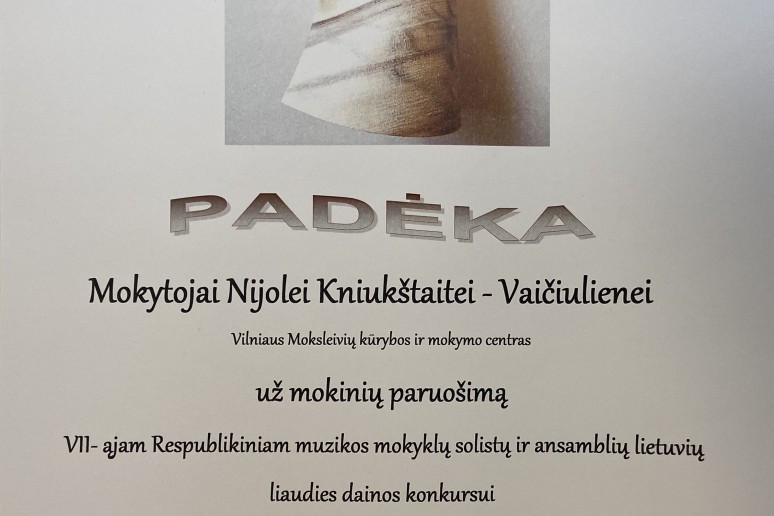 PADĖKA
Mokytojai Nijolei Kniukštaitei - Vaičiulienei
Vilniaus Moksleivių kūrybos ir mokymo centras
už mokinių paruošimą
VII- ajam Respublikiniam muzikos mokyklų solistų ir ansamblių lietuvių
liaudies dainos konkursui